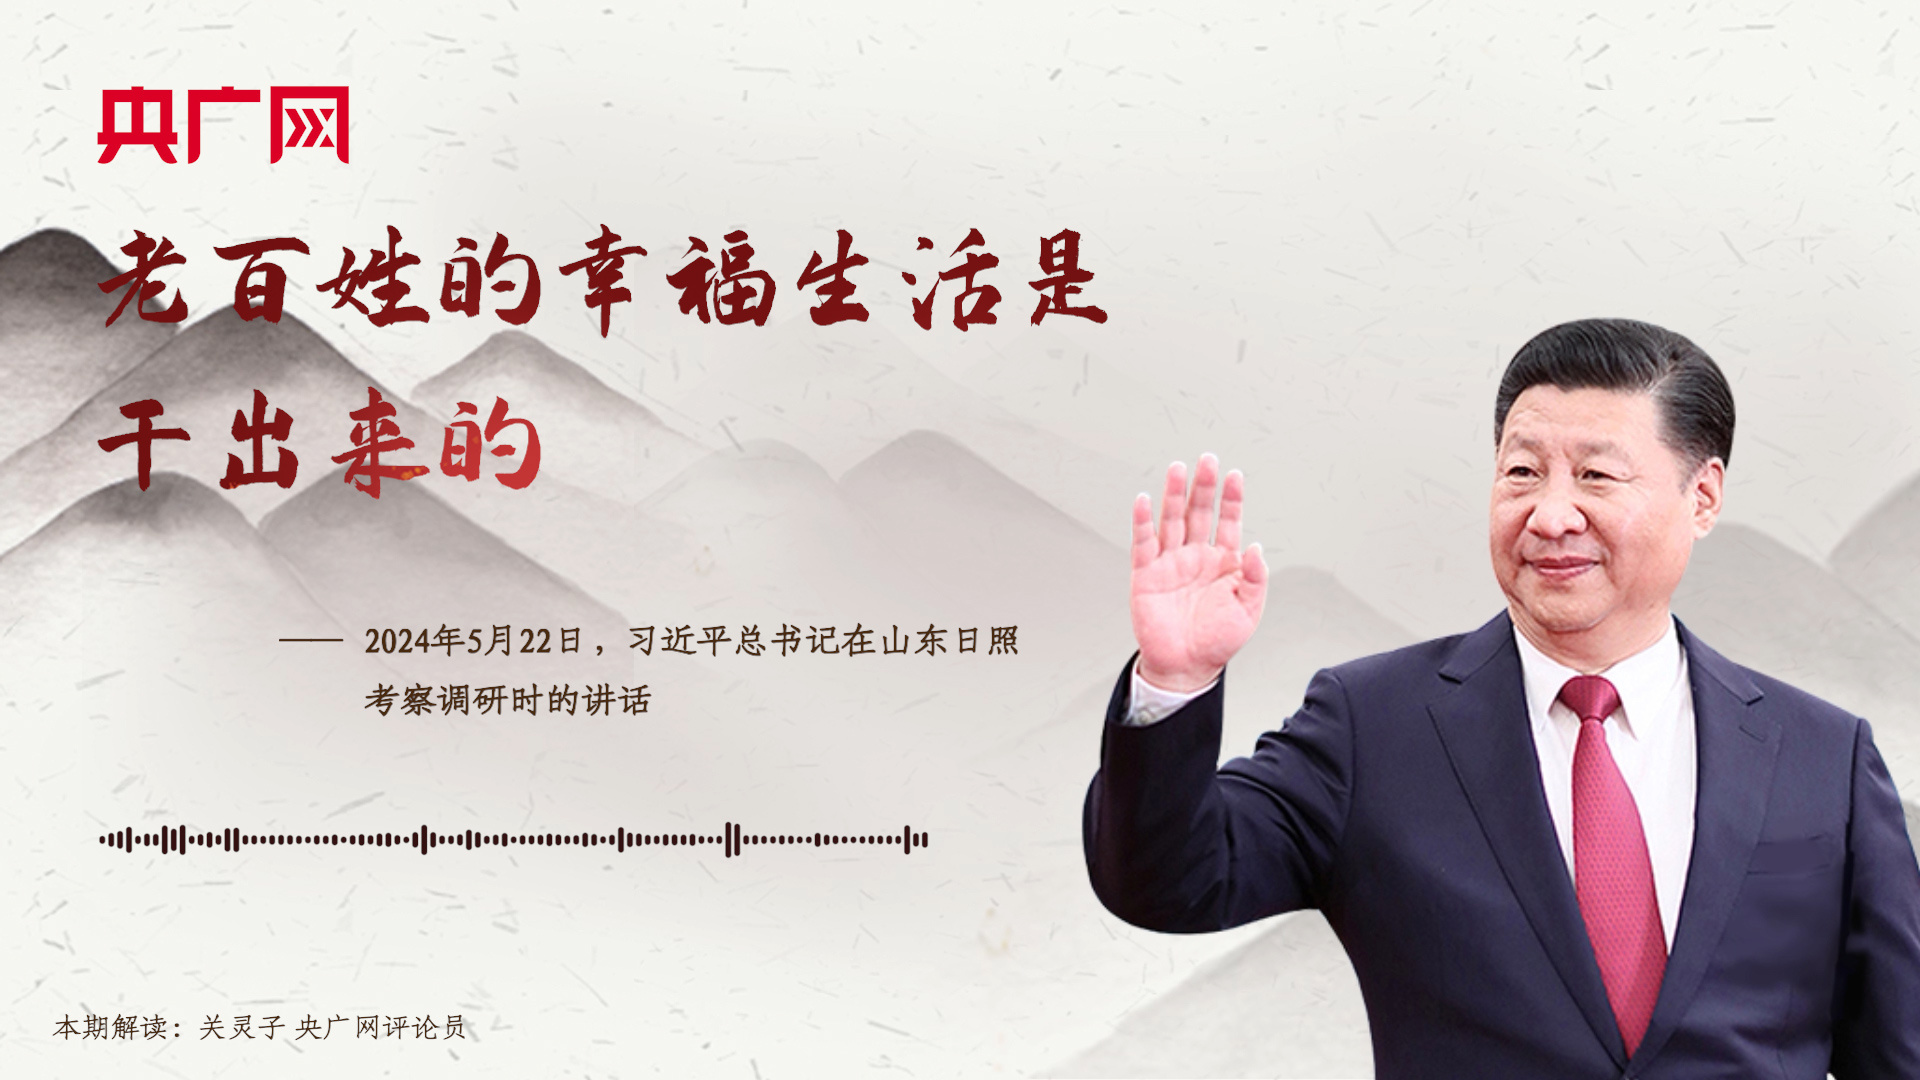 央广网
老百姓的幸福生活是
干出来的
—— 2024年5月22日，习近平总书记在山东日照
考察调研时的讲话
本期解读：关灵子 央广网评论员